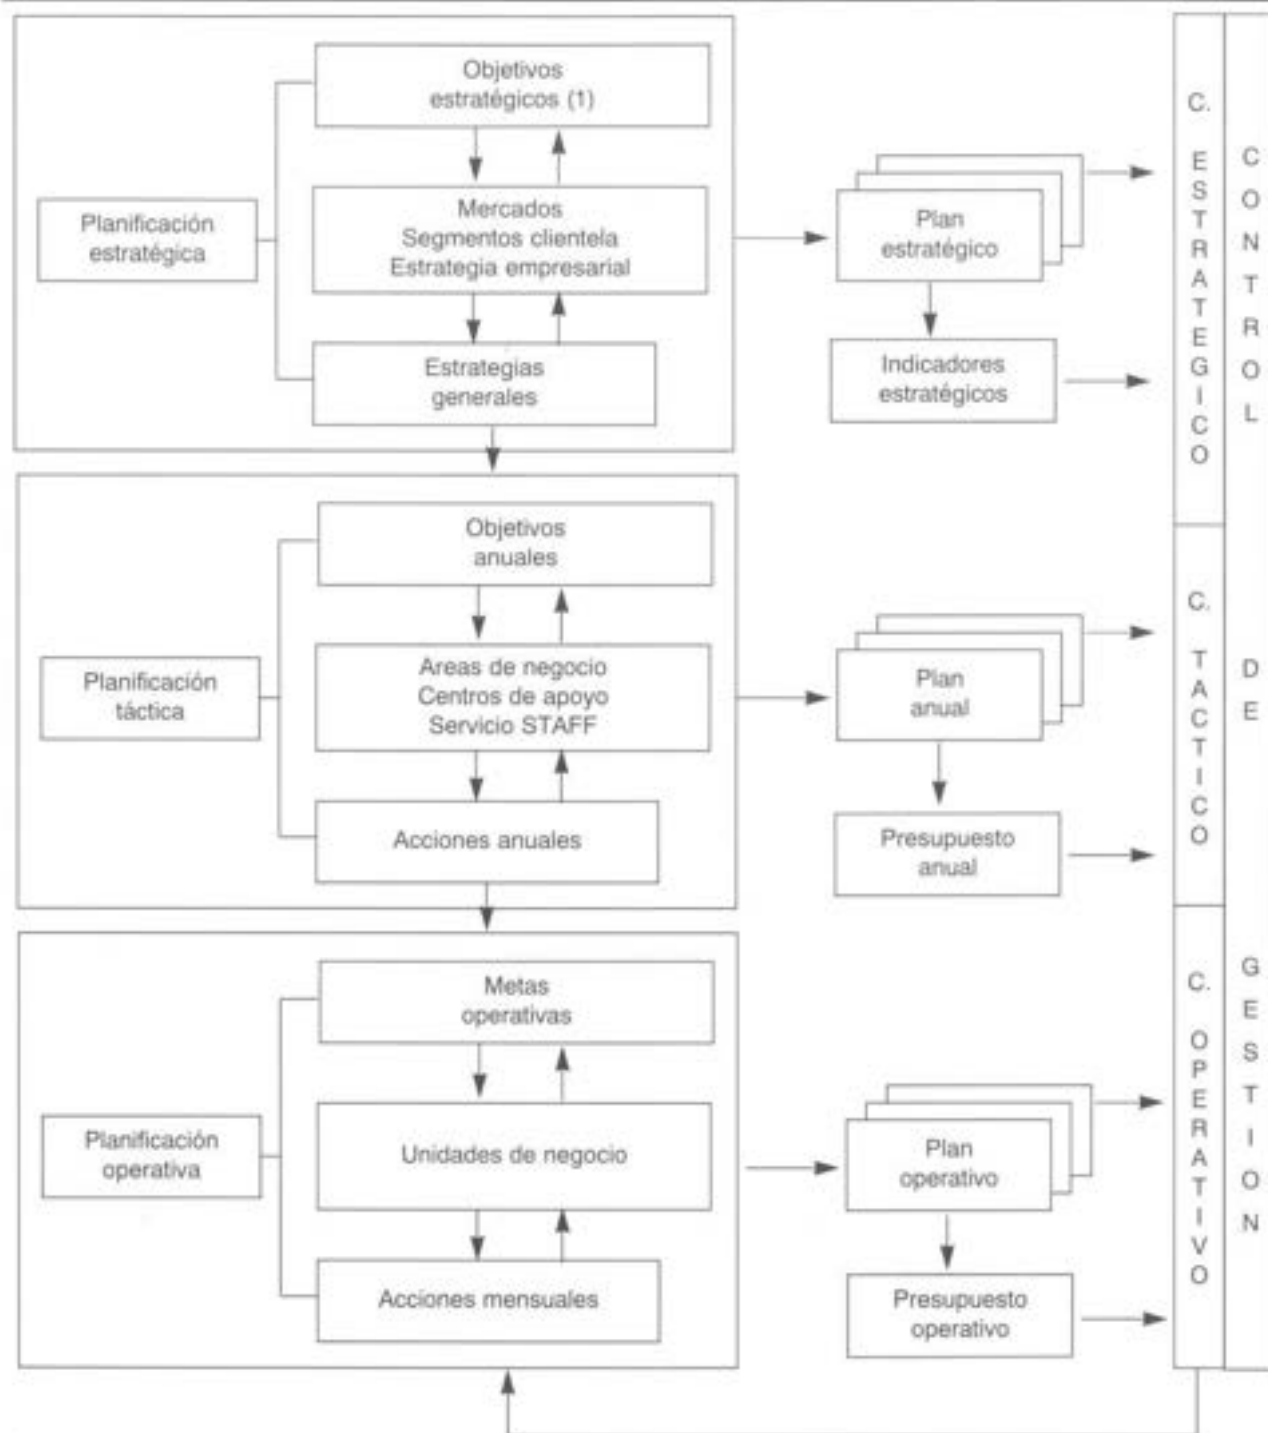 Objetivos
estratégicos (1)
Planificación
estratégica
Mercados
Segmentos clientela
Estrategia empresarial
Estrategias
generales
Plan
estratégico
Indicadores
estratégicos
Objetivos
anuales
Planificación
táctica
Areas de negocio
Centros de apoyo
Servicio STAFF
Acciones anuales
Plan
anual
Presupuesto
anual
Metas
operativas
Planificación
operativa
Unidades de negocio
Acciones mensuales
Plan
operativo
Presupuesto
operativo
C. ESTRATEGICO
C. TACTICO
C. OPERATIVO
CONTROL DE GESTION